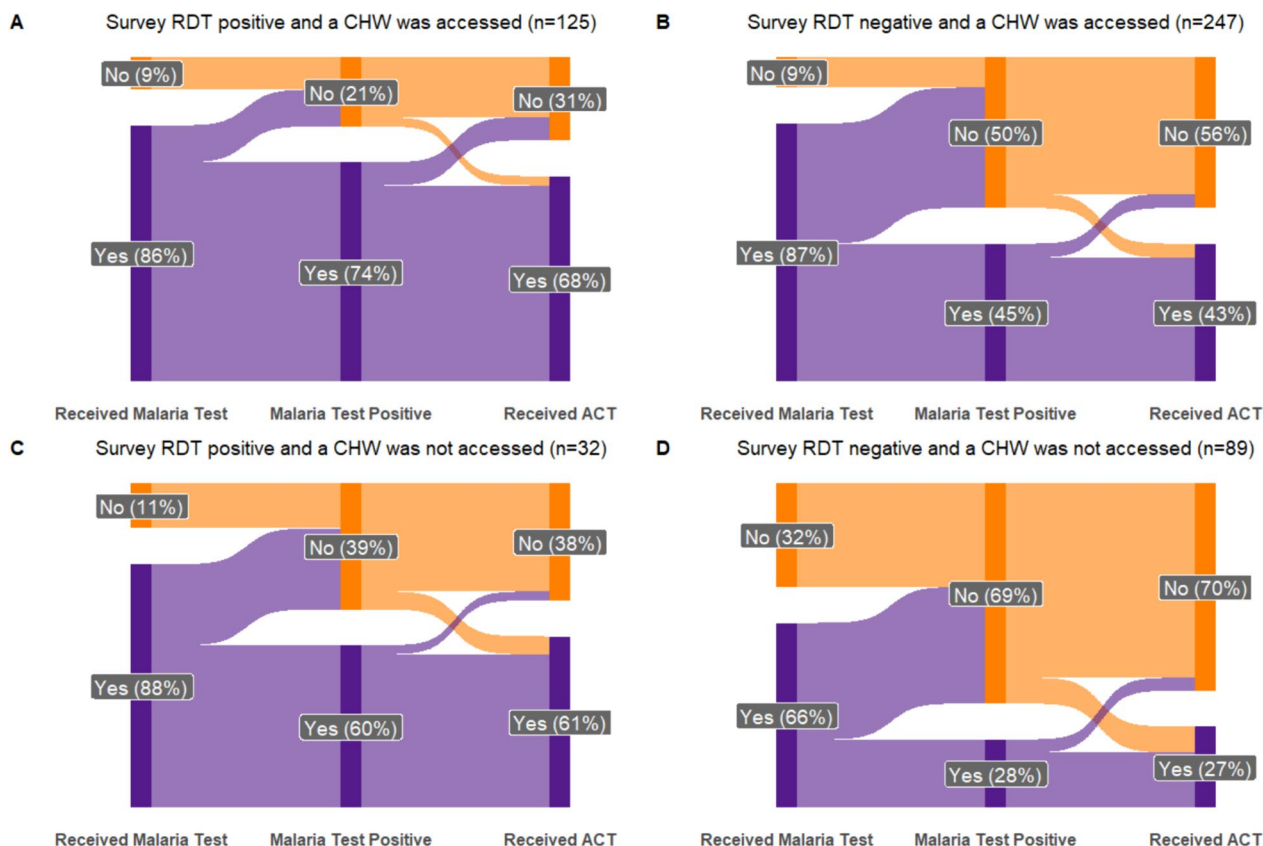 A Survey RDT positive and a CHW was accessed (n=125)
No (9%)
No (21%)
No (31%)
Yes (86%)
Yes (74%)
Yes (68%)
Received Malaria Test Malaria Test Positive Received ACT
B Survey RDT negative and a CHW was accessed (n=247)
No (9%)
No (50%)
No (56%)
Yes (87%)
Yes (45%)
Yes (43%)
Received Malaria Test Malaria Test Positive Received ACT
C Survey RDT positive and a CHW was not accessed (n=32)
No (11%)
No (39%)
No (38%)
Yes (88%)
Yes (60%)
Yes (61%)
Received Malaria Test Malaria Test Positive Received ACT
D Survey RDT negative and a CHW was not accessed (n=89)
No (32%)
No (69%)
No (70%)
Yes (66%)
Yes (28%)
Yes (27%)
Received Malaria Test Malaria Test Positive Received ACT